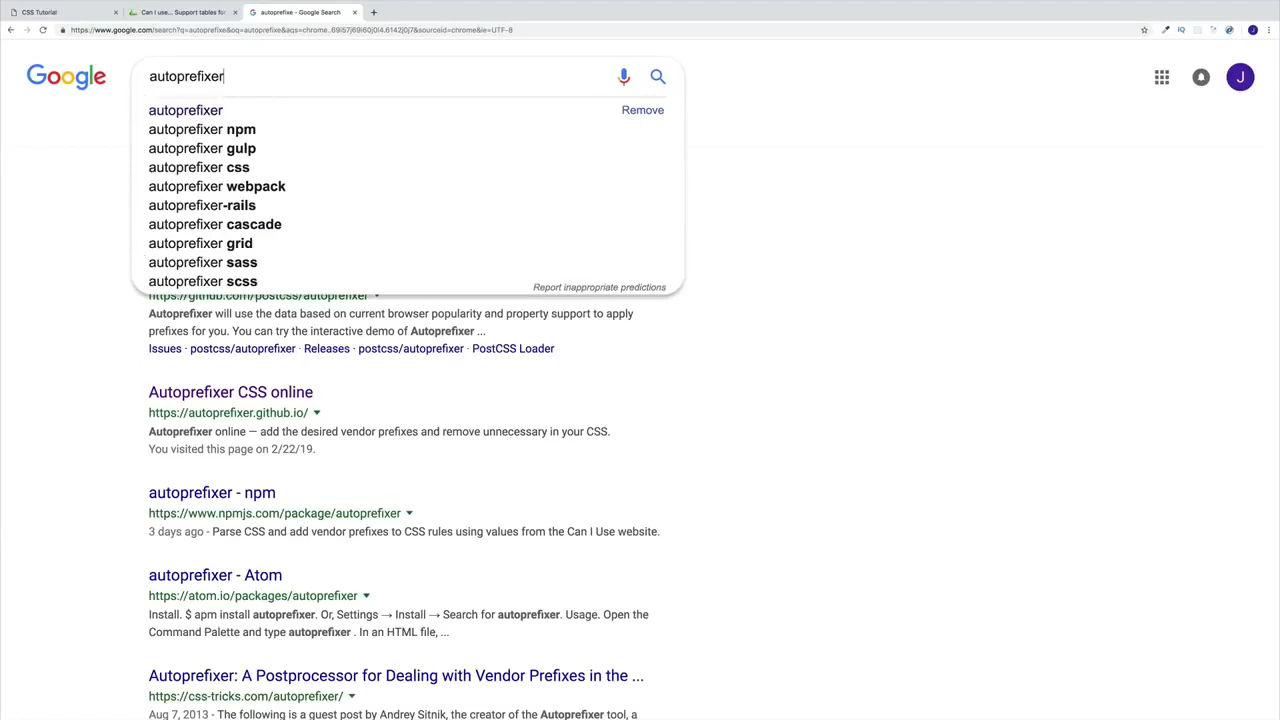 CSS Tutorial
Can I use... Support tables for
autoprefixe - Google Search
https://www.google.com/search?q=autoprefixe&oq=autoprefixe&aqs=chrome..69i57j69i60j0l4.6142j0j7&sourceid=chrome&ie=UTF-8
Google
autoprefixer
J
autoprefixer
Remove
autoprefixer npm
autoprefixer gulp
autoprefixer css
autoprefixer webpack
autoprefixer-rails
autoprefixer cascade
autoprefixer grid
autoprefixer sass
autoprefixer scss
Report inappropriate predictions
https://github.com/postcss/autoprefixer
Autoprefixer will use the data based on current browser popularity and property support to apply
prefixes for you. You can try the interactive demo of Autoprefixer ...
Issues · postcss/autoprefixer · Releases · postcss/autoprefixer · PostCSS Loader
Autoprefixer CSS online
https://autoprefixer.github.io/
Autoprefixer online — add the desired vendor prefixes and remove unnecessary in your CSS.
You visited this page on 2/22/19.
autoprefixer - npm
https://www.npmjs.com/package/autoprefixer
3 days ago - Parse CSS and add vendor prefixes to CSS rules using values from the Can I Use website.
autoprefixer - Atom
https://atom.io/packages/autoprefixer
Install. $ apm install autoprefixer. Or, Settings → Install → Search for autoprefixer. Usage. Open the
Command Palette and type autoprefixer . In an HTML file, ...
Autoprefixer: A Postprocessor for Dealing with Vendor Prefixes in the ...
https://css-tricks.com/autoprefixer/
Aug 7, 2013 - The following is a guest post by Andrey Sitnik, the creator of the Autoprefixer tool, a